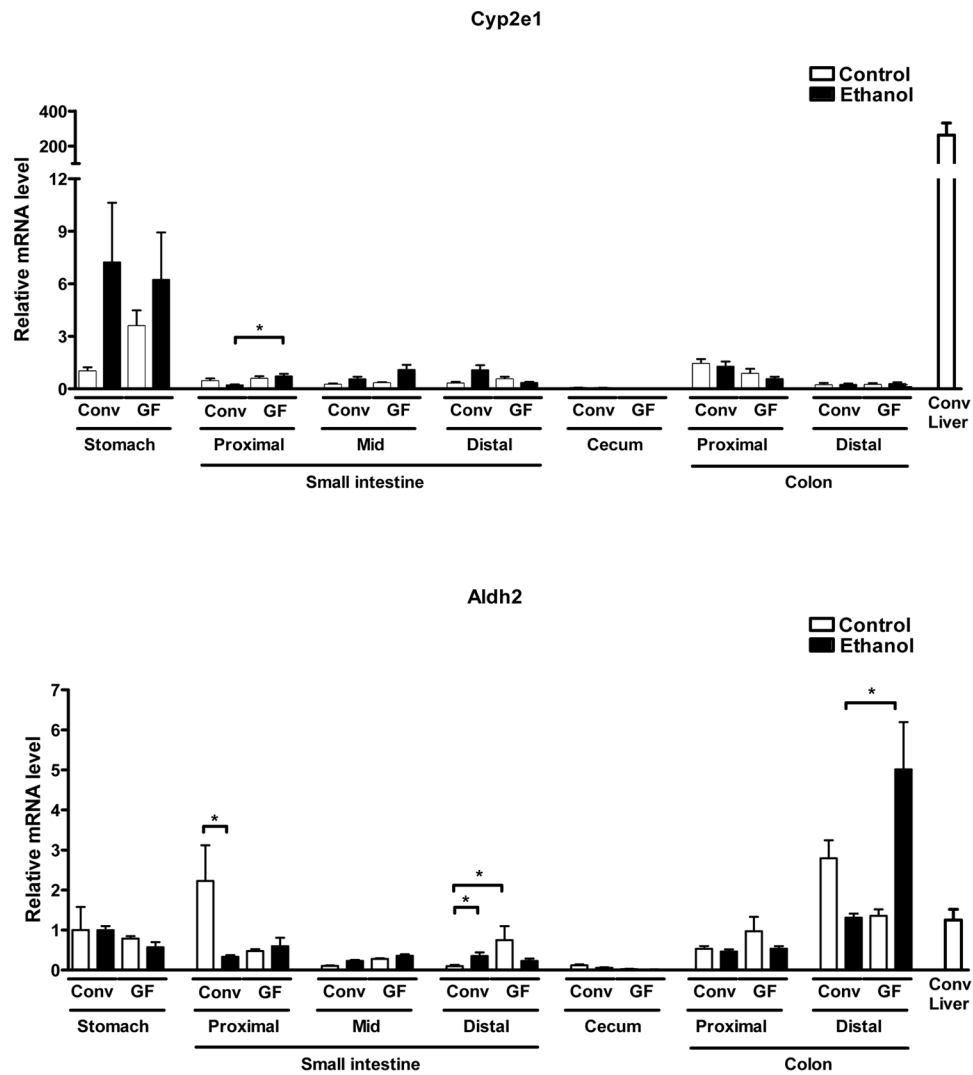 Cyp2e1
Control
Ethanol
Relative mRNA level
400
200
12
9
6
3
0
*
Conv GF Conv GF Conv GF Conv GF Conv GF Conv GF Conv GF Conv
Stomach Proximal Mid Distal Cecum Proximal Distal Liver
Small intestine Colon
Aldh2
Control
Ethanol
Relative mRNA level
7
6
5
4
3
2
1
0
*
*
*
*
Conv GF Conv GF Conv GF Conv GF Conv GF Conv GF Conv GF Conv
Stomach Proximal Mid Distal Cecum Proximal Distal Liver
Small intestine Colon